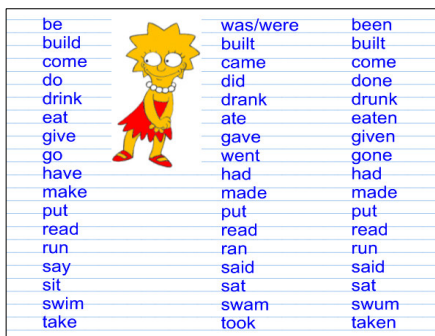 be was/were been
build built built
come came come
do did done
drink drank drunk
eat ate eaten
give gave given
go went gone
have had had
make made made
put put put
read read read
run ran run
say said said
sit sat sat
swim swam swum
take took taken